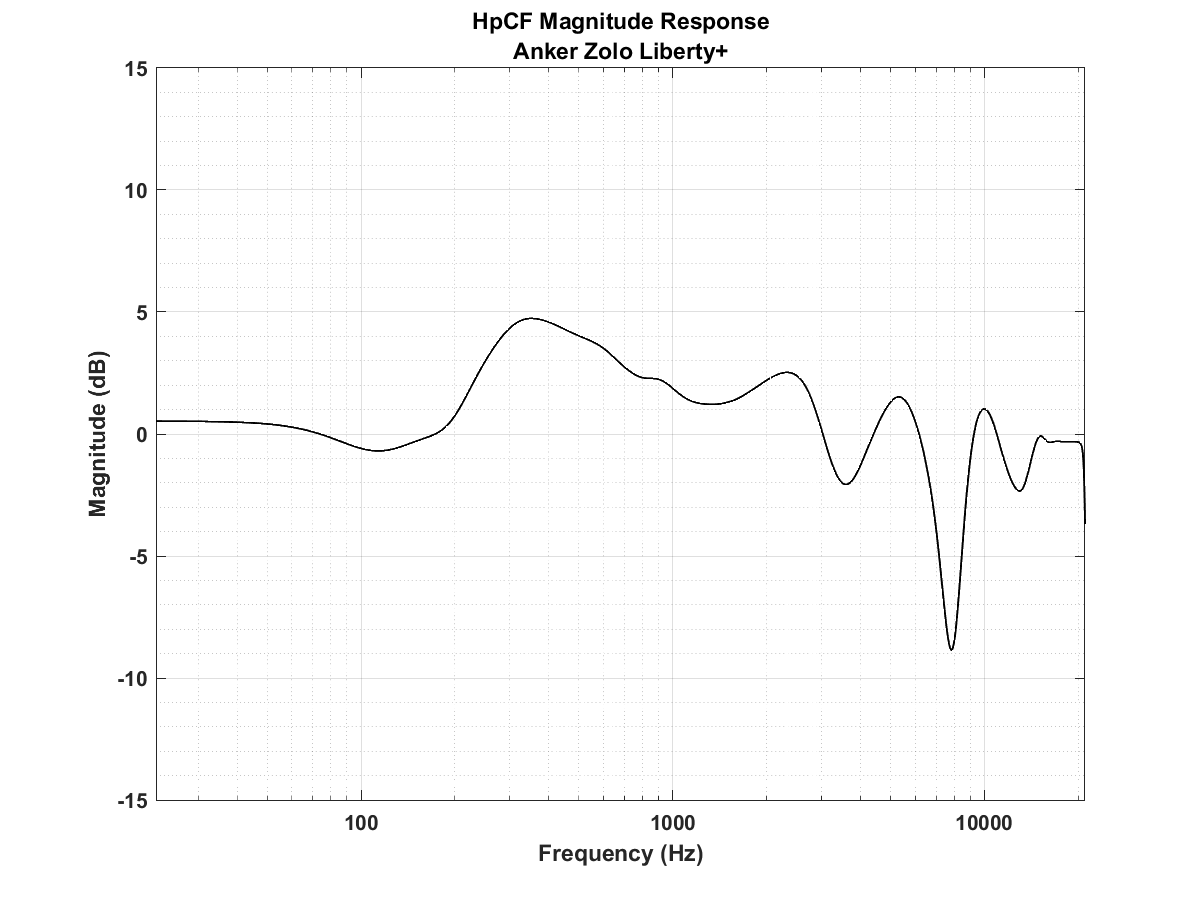 HpCF Magnitude Response
Anker Zolo Liberty+
15
10
5
0
-5
-10
-15
Magnitude (dB)
100
1000
10000
Frequency (Hz)